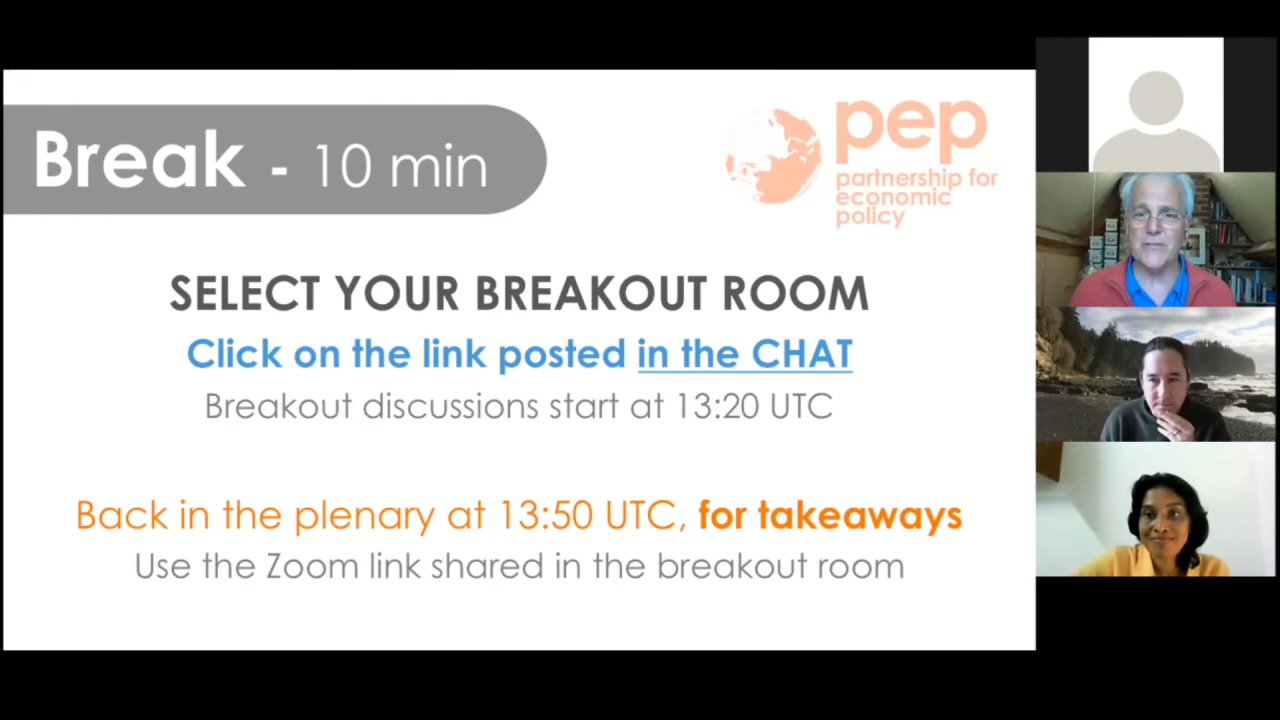 Break - 10 min
pep
partnership for
economic
policy
SELECT YOUR BREAKOUT ROOM
Click on the link posted in the CHAT
Breakout discussions start at 13:20 UTC
Back in the plenary at 13:50 UTC, for takeaways
Use the Zoom link shared in the breakout room